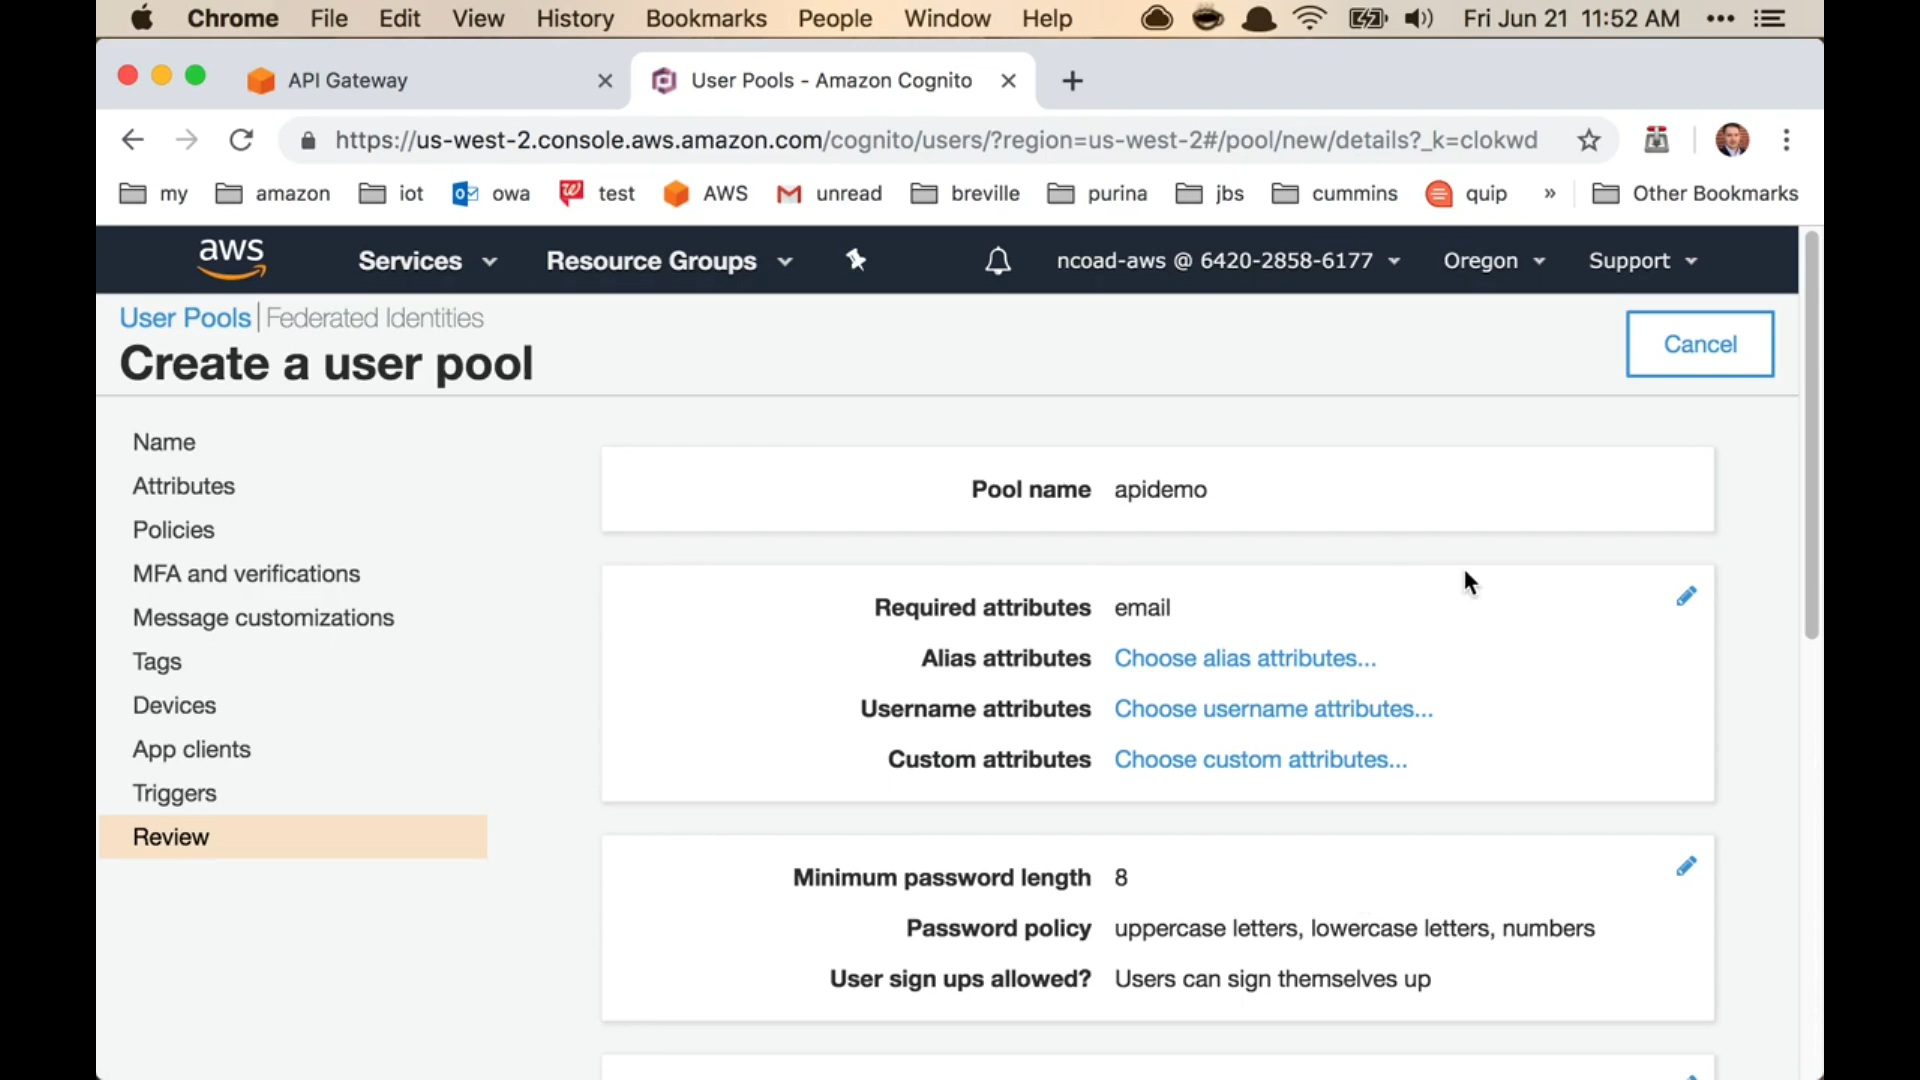 Chrome File Edit View History Bookmarks People Window Help Fri Jun 21 11:52 AM
API Gateway User Pools - Amazon Cognito
https://us-west-2.console.aws.amazon.com/cognito/users/?region=us-west-2#/pool/new/details?_k=clokwd
my amazon iot owa test AWS unread breville purina jbs cummins quip » Other Bookmarks
aws Services Resource Groups ncoad-aws @ 6420-2858-6177 Oregon Support
User Pools | Federated Identities
Create a user pool
Cancel
Name
Attributes
Policies
MFA and verifications
Message customizations
Tags
Devices
App clients
Triggers
Review
Pool name apidemo
Required attributes email
Alias attributes Choose alias attributes...
Username attributes Choose username attributes...
Custom attributes Choose custom attributes...
Minimum password length 8
Password policy uppercase letters, lowercase letters, numbers
User sign ups allowed? Users can sign themselves up